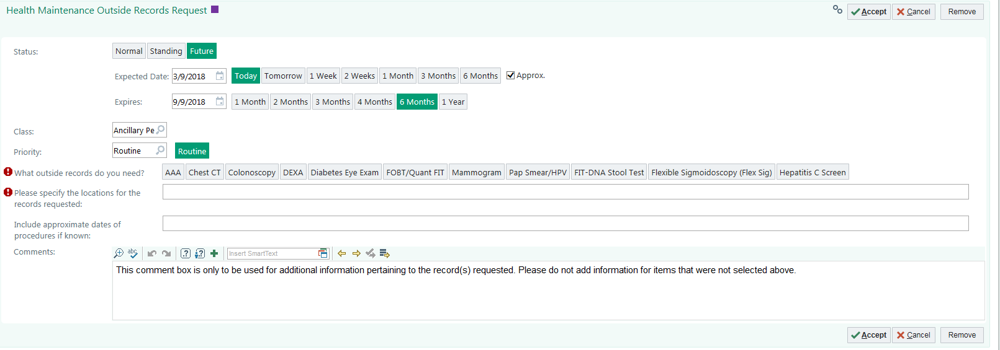 Health Maintenance Outside Records Request
Accept Cancel Remove
Status: Normal Standing Future
Expected Date: 3/9/2018 Today Tomorrow 1 Week 2 Weeks 1 Month 3 Months 6 Months Approx.
Expires: 9/9/2018 1 Month 2 Months 3 Months 4 Months 6 Months 1 Year
Class: Ancillary Pe
Priority: Routine Routine
What outside records do you need? AAA Chest CT Colonoscopy DEXA Diabetes Eye Exam FOBT/Quant FIT Mammogram Pap Smear/HPV FIT-DNA Stool Test Flexible Sigmoidoscopy (Flex Sig) Hepatitis C Screen
Please specify the locations for the
records requested:
Include approximate dates of
procedures if known:
Comments: abc Insert SmartText
This comment box is only to be used for additional information pertaining to the record(s) requested. Please do not add information for items that were not selected above.
Accept Cancel Remove